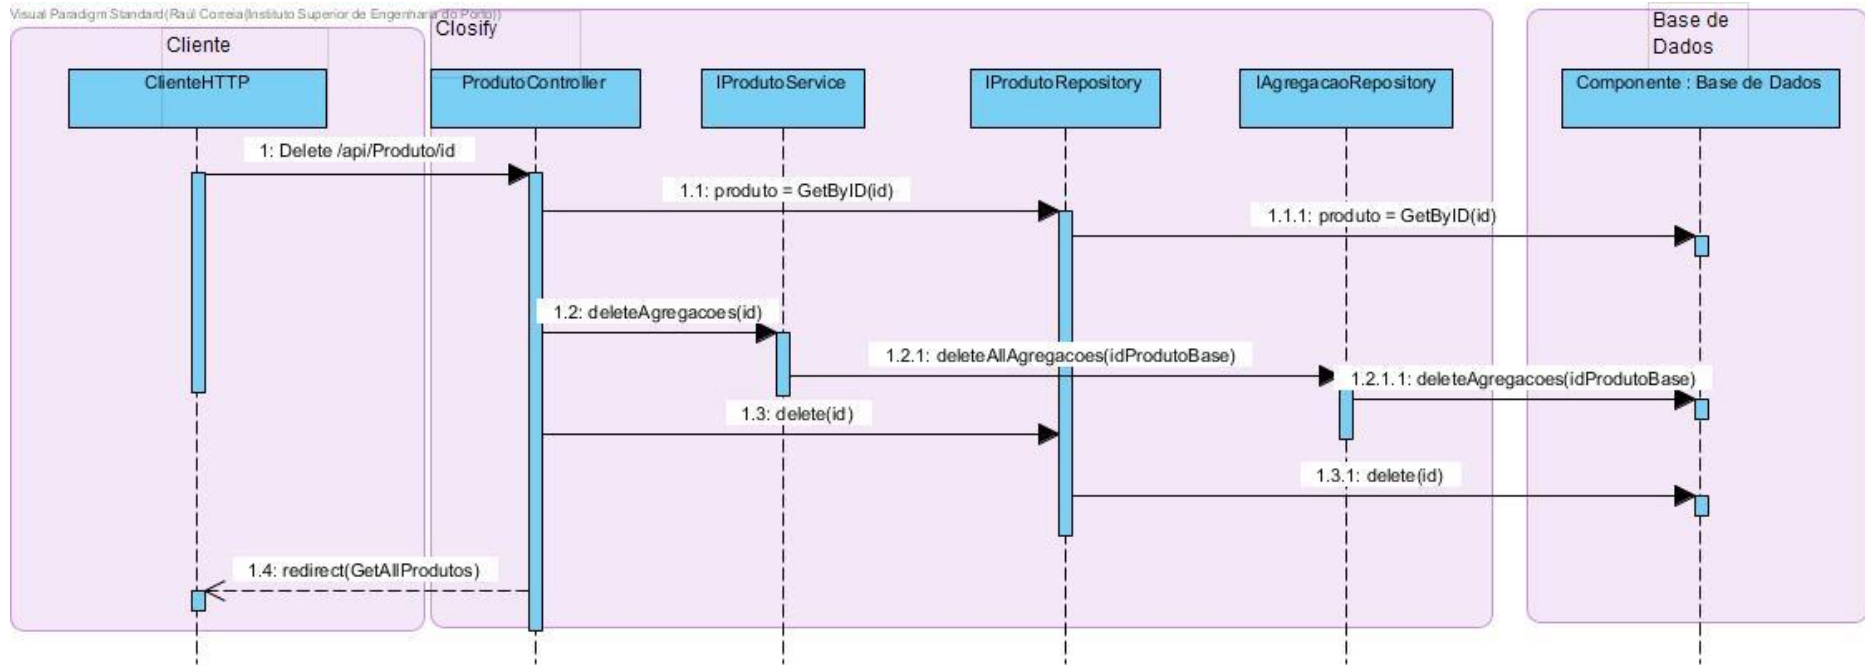 Visual Paradigm Standard(Raúl Correia(Instituto Superior de Engenharia do Porto))
Cliente
Closify
Base de
Dados
ClienteHTTP
ProdutoController
IProdutoService
IProdutoRepository
IAgregacaoRepository
Componente : Base de Dados
1: Delete /api/Produto/id
1.1: produto = GetByID(id)
1.1.1: produto = GetByID(id)
1.2: deleteAgregacoes(id)
1.2.1: deleteAllAgregacoes(idProdutoBase)
1.2.1.1: deleteAgregacoes(idProdutoBase)
1.3: delete(id)
1.3.1: delete(id)
1.4: redirect(GetAllProdutos)